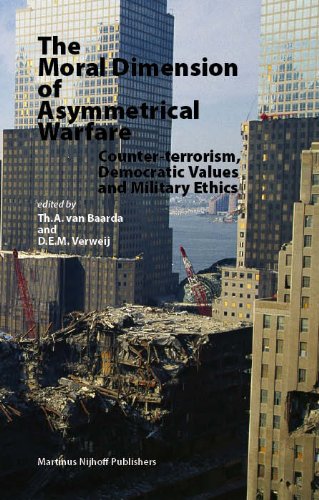 The
Moral Dimension
of
Asymmetrical
Warfare
Counter-terrorism,
Democratic Values
and Military Ethics
edited by
Th.A. van Baarda
and
D.E.M. Verweij
Martinus Nijhoff Publishers